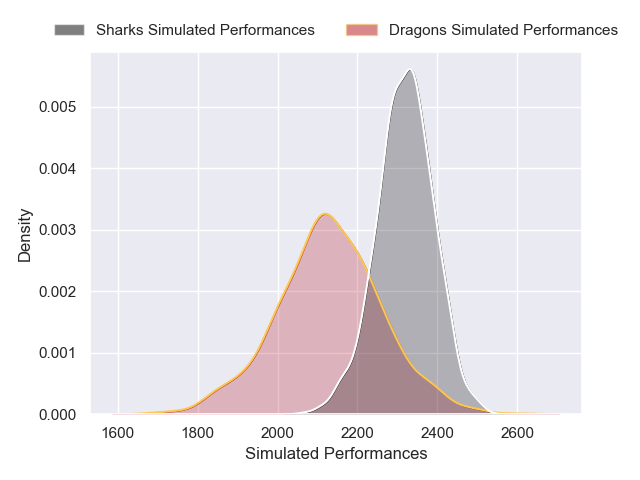 Sharks Simulated Performances Dragons Simulated Performances
0.005
0.004
0.003
0.002
0.001
0.000
Density
1600 1800 2000 2200 2400 2600
Simulated Performances